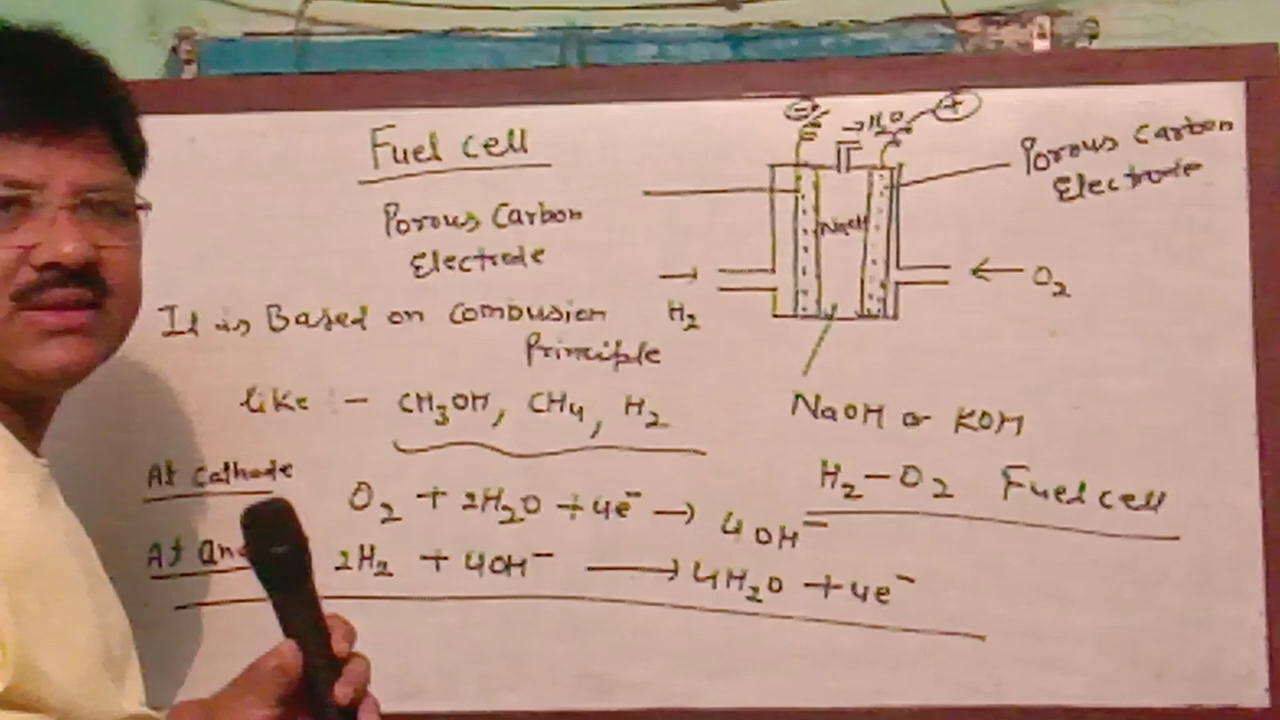 Fuel cell
Porous Carbon
Electrode
It is Based on Combusion
Principle
like :- CH₃OH, CH₄, H₂
⊖
→ H₂O
⊕
Porous Carbon
Electrode
NaOH
→
H₂
← O₂
NaOH or KOH
H₂-O₂ Fuel cell
At Cathode
O₂ + 2H₂O + 4e⁻ → 4OH⁻
At an
2H₂ + 4OH⁻ → 4H₂O + 4e⁻